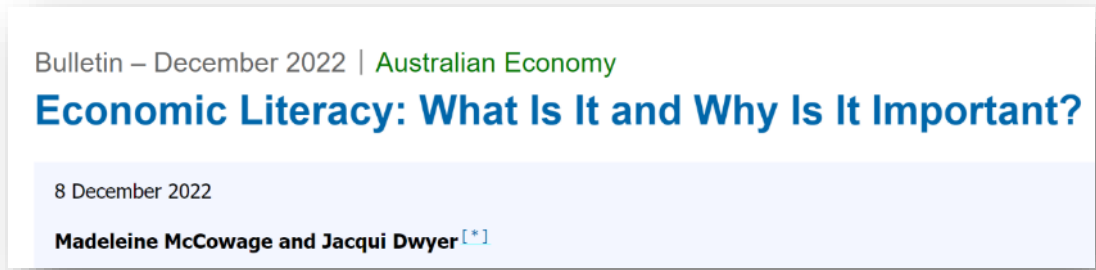 Bulletin – December 2022 | Australian Economy
Economic Literacy: What Is It and Why Is It Important?
8 December 2022
Madeleine McCowage and Jacqui Dwyer[*]